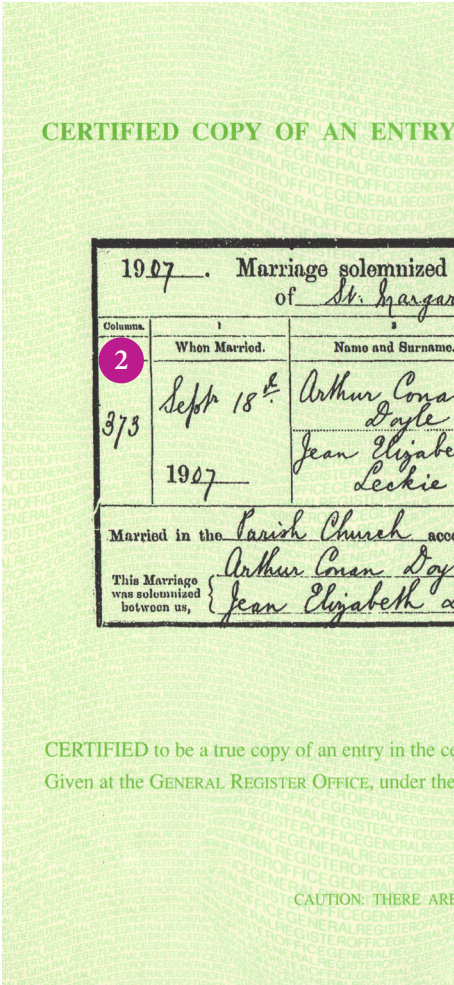 CERTIFIED COPY OF AN ENTRY
1907. Marriage solemnized
of St. Margar
Columns. 1 2
2 When Married. Name and Surname.
373 Sept 18th Arthur Cona
Doyle
Jean Elizabe
1907 Leckie
Married in the Parish Church acco
Arthur Conan Doy
This Marriage
was solemnized
between us, Jean Elizabeth L
CERTIFIED to be a true copy of an entry in the ce
Given at the GENERAL REGISTER OFFICE, under the
CAUTION: THERE ARE